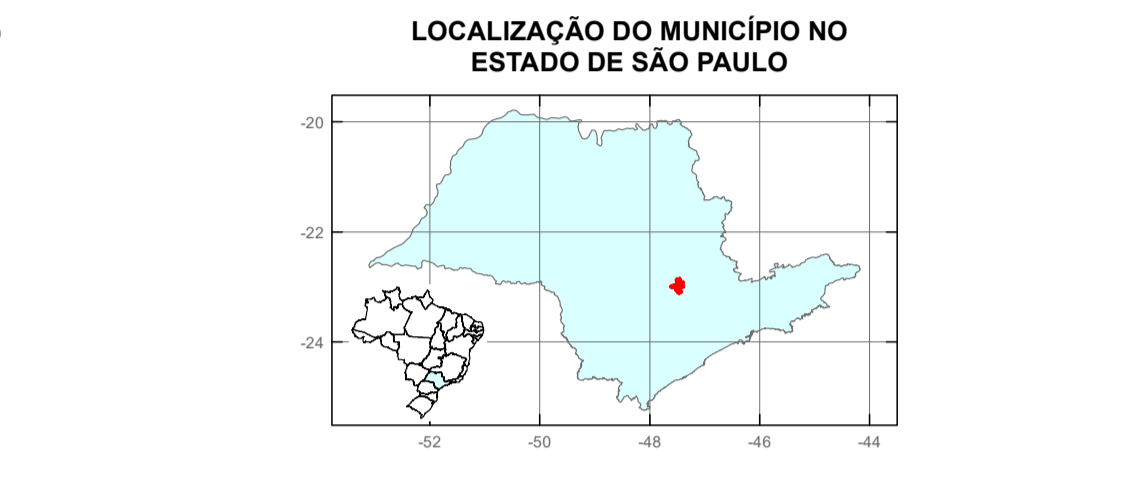 LOCALIZAÇÃO DO MUNICÍPIO NO
ESTADO DE SÃO PAULO
-20
-22
-24
-52 -50 -48 -46 -44